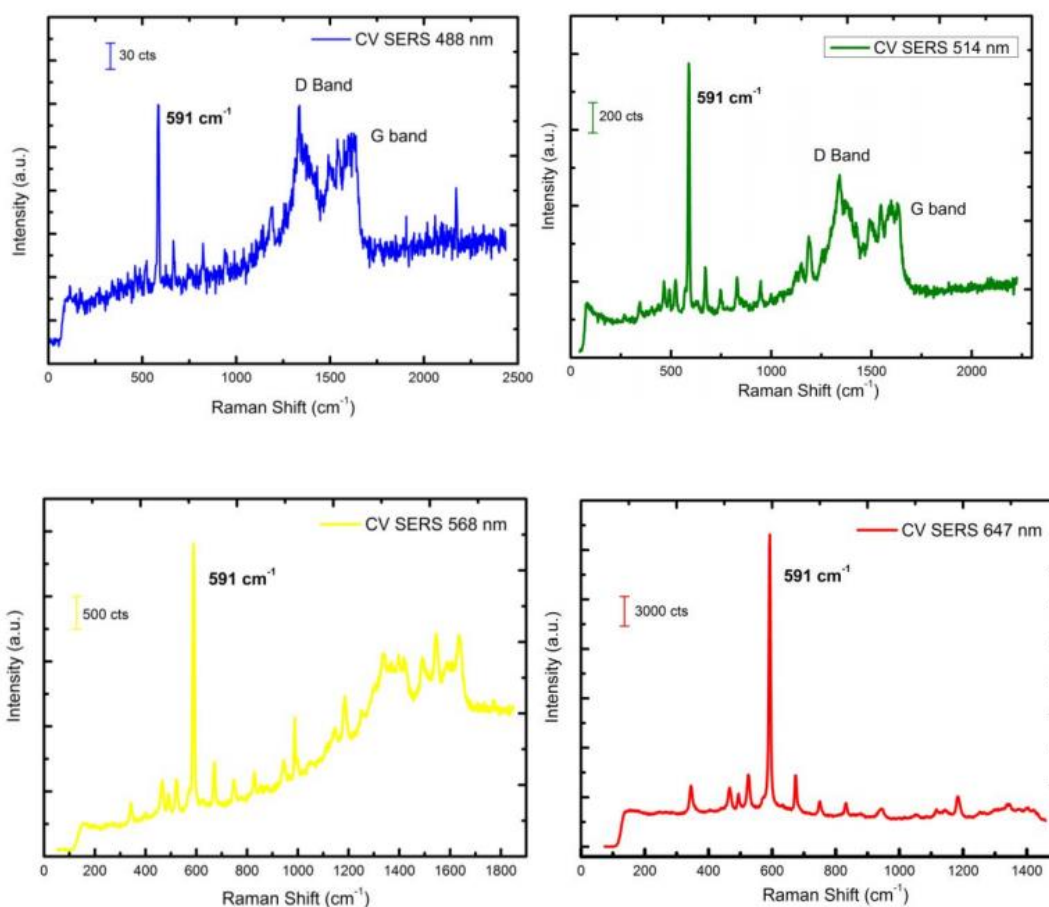 CV SERS 488 nm
30 cts
D Band
591 cm⁻¹
G band
Intensity (a.u.)
0 500 1000 1500 2000 2500
Raman Shift (cm⁻¹)
CV SERS 514 nm
591 cm⁻¹
200 cts
D Band
G band
Intensity (a.u.)
0 500 1000 1500 2000
Raman Shift (cm⁻¹)
CV SERS 568 nm
591 cm⁻¹
500 cts
Intensity (a.u.)
0 200 400 600 800 1000 1200 1400 1600 1800
Raman Shift (cm⁻¹)
CV SERS 647 nm
591 cm⁻¹
3000 cts
Intensity (a.u.)
0 200 400 600 800 1000 1200 1400
Raman Shift (cm⁻¹)